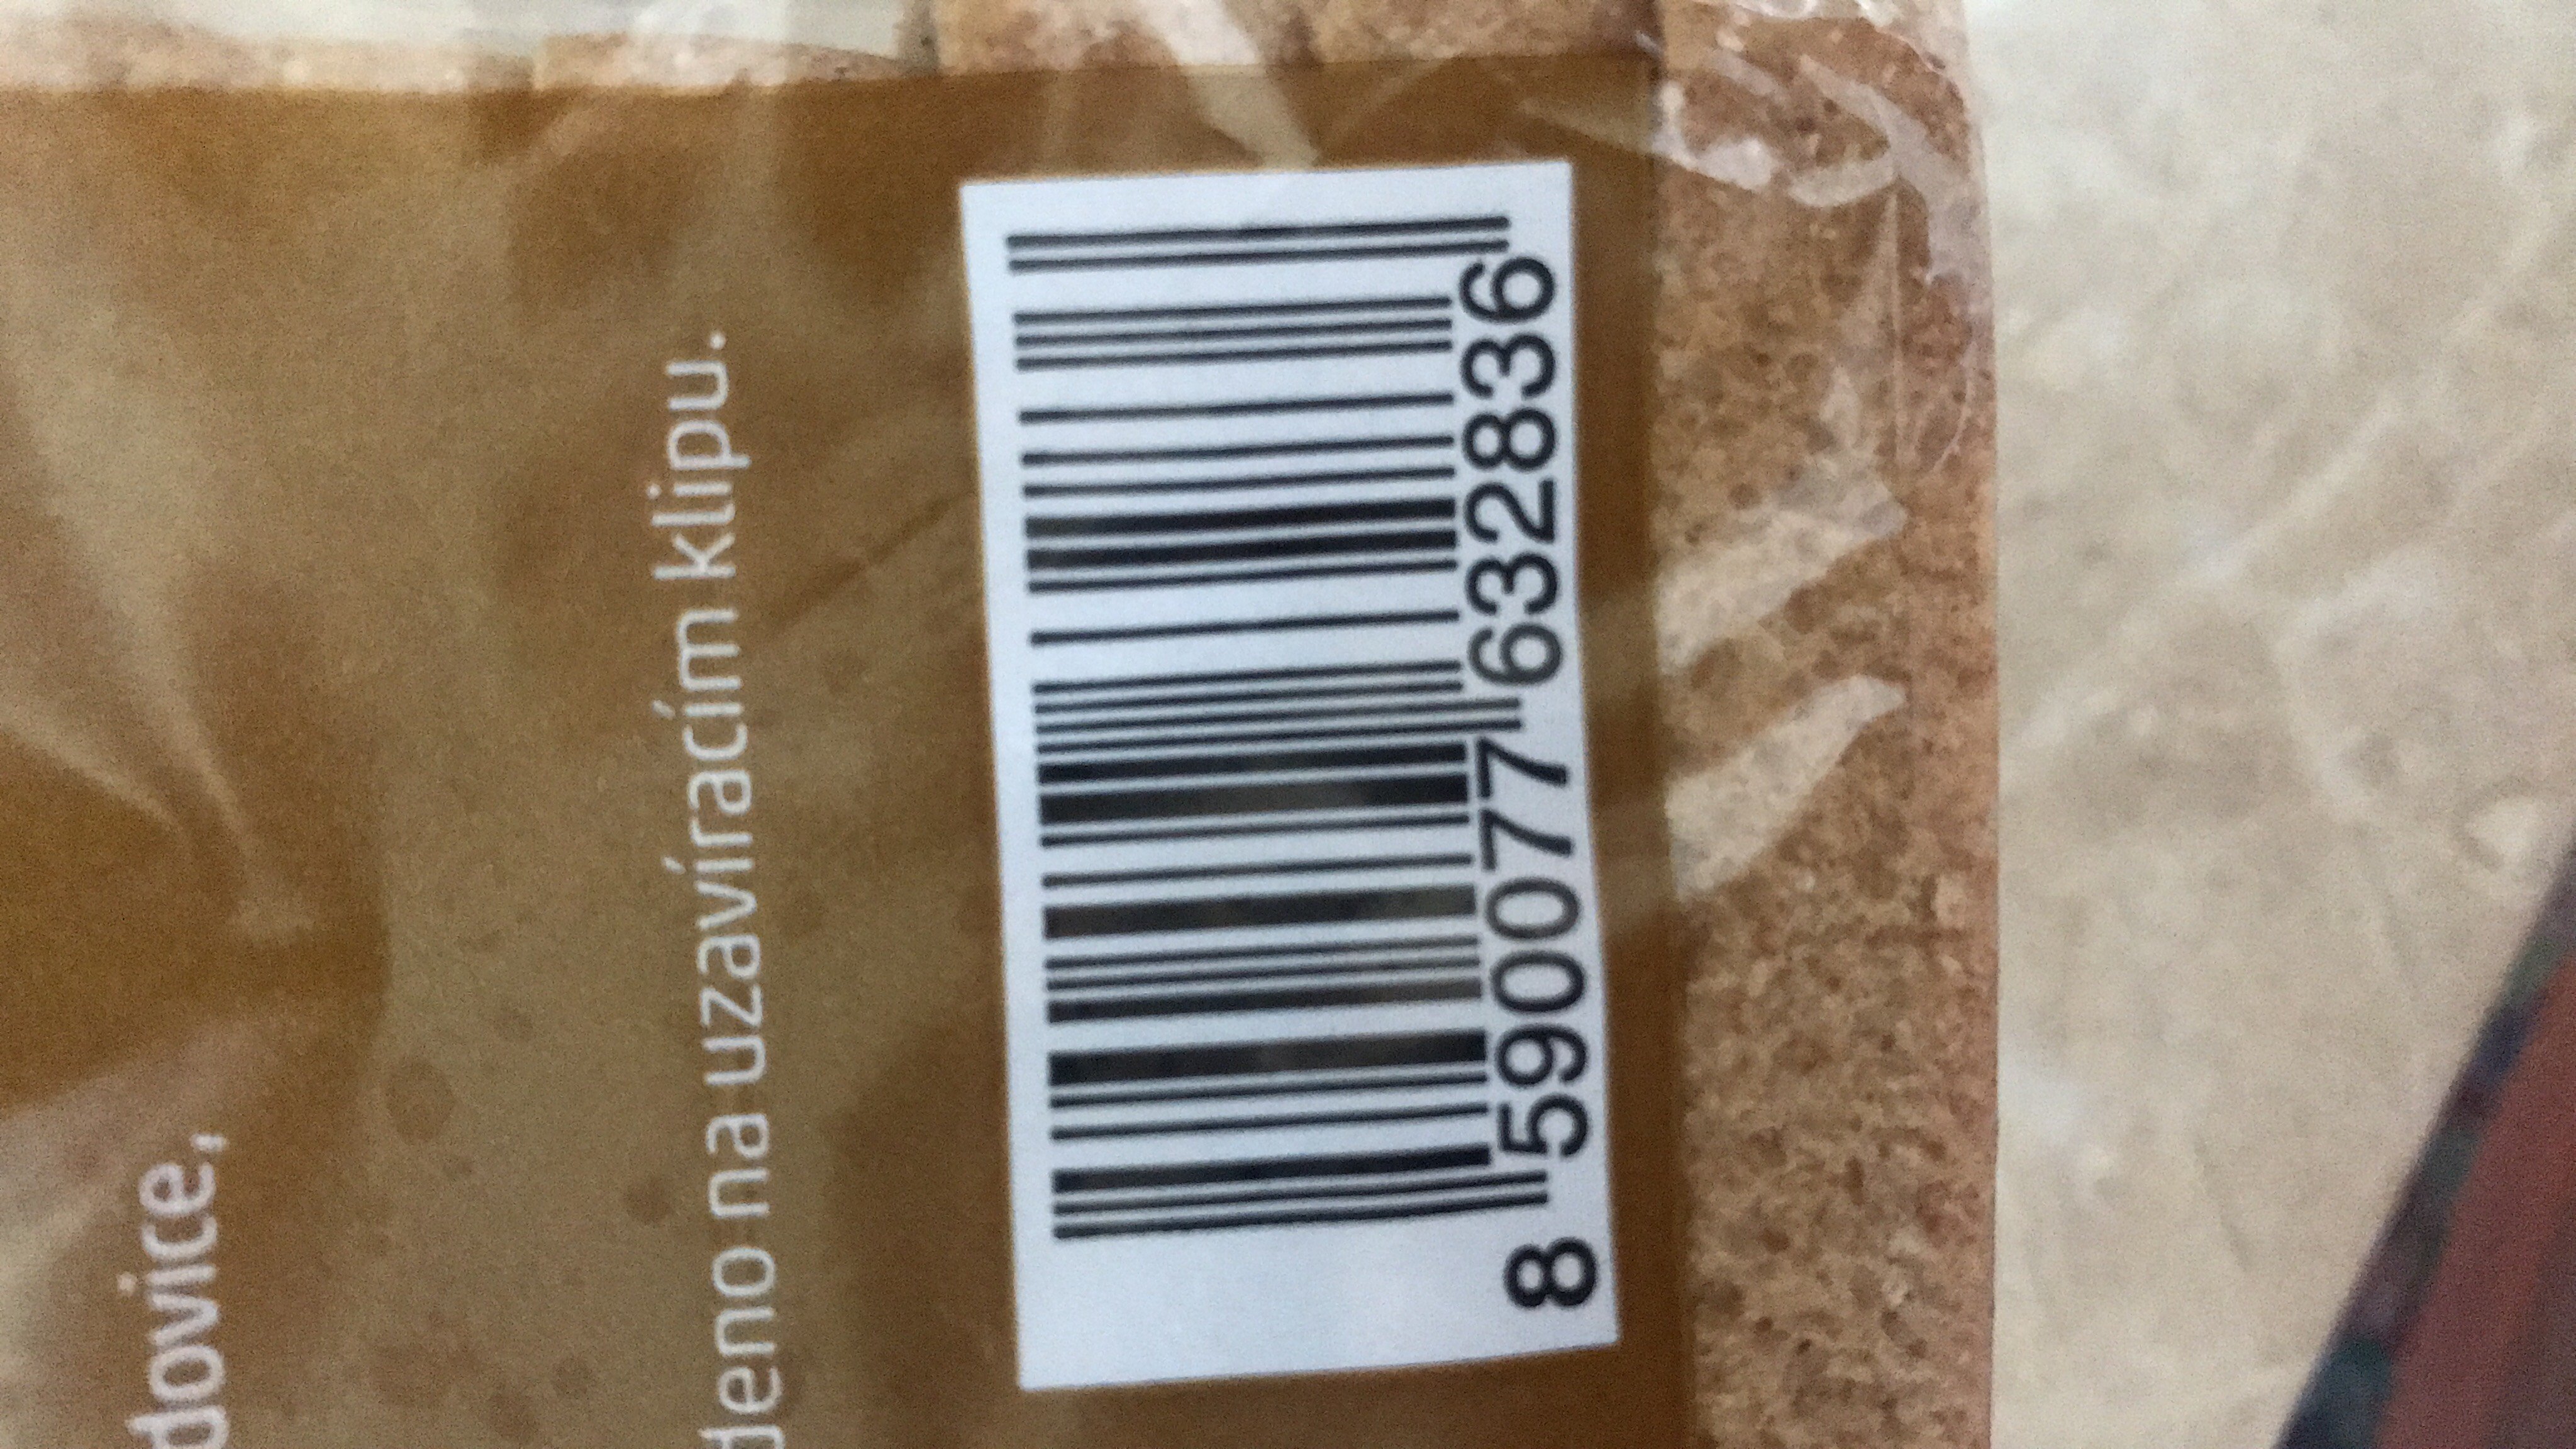 dovice,
deno na uzavíracím klipu.
8 590077 632836